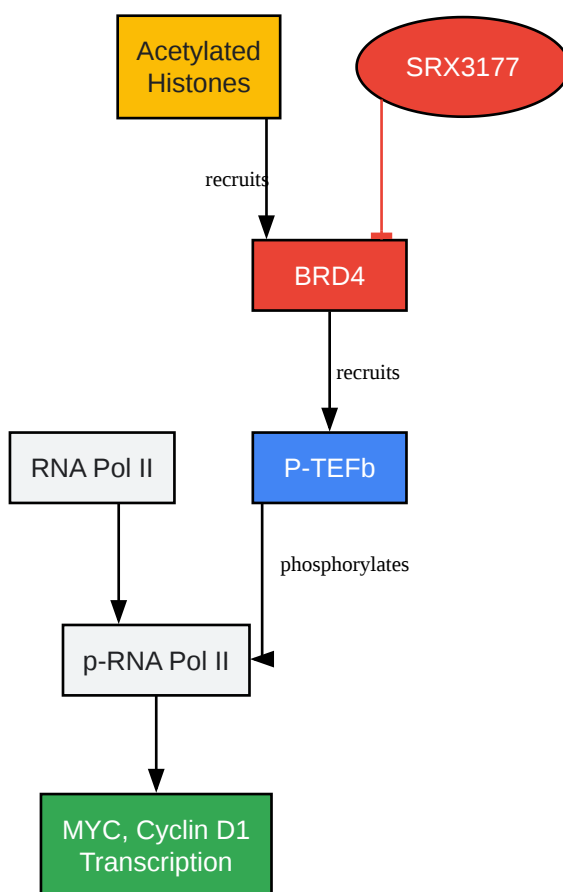 Acetylated
Histones
SRX3177
recruits
BRD4
recruits
RNA Pol II
P-TEFb
phosphorylates
p-RNA Pol II
MYC, Cyclin D1
Transcription